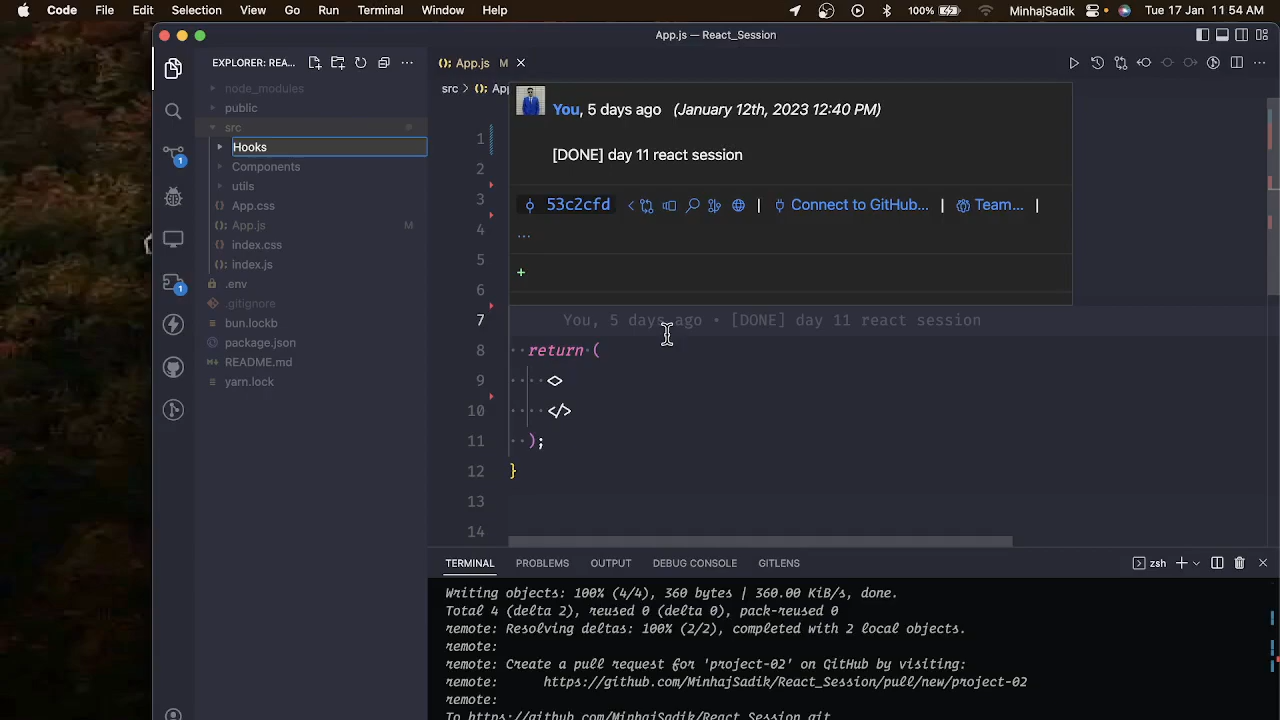 Code File Edit Selection View Go Run Terminal Window Help 100% MinhajSadik Tue 17 Jan 11:54 AM
App.js — React_Session
EXPLORER: REA...
App.js M
node_modules
public
src
Hooks
Components
utils
App.css
App.js M
index.css
index.js
.env
.gitignore
bun.lockb
package.json
README.md
yarn.lock
1
1
src > App
You, 5 days ago (January 12th, 2023 12:40 PM)
[DONE] day 11 react session
53c2cfd | Connect to GitHub... | Team... |
...
+
1
2
3
4
5
6
7 You, 5 days ago • [DONE] day 11 react session
8 return (
9 <>
10 </>
11 );
12 }
13
14
TERMINAL PROBLEMS OUTPUT DEBUG CONSOLE GITLENS zsh
Writing objects: 100% (4/4), 360 bytes | 360.00 KiB/s, done.
Total 4 (delta 2), reused 0 (delta 0), pack-reused 0
remote: Resolving deltas: 100% (2/2), completed with 2 local objects.
remote:
remote: Create a pull request for 'project-02' on GitHub by visiting:
remote: https://github.com/MinhajSadik/React_Session/pull/new/project-02
remote:
To https://github.com/MinhajSadik/React_Session.git